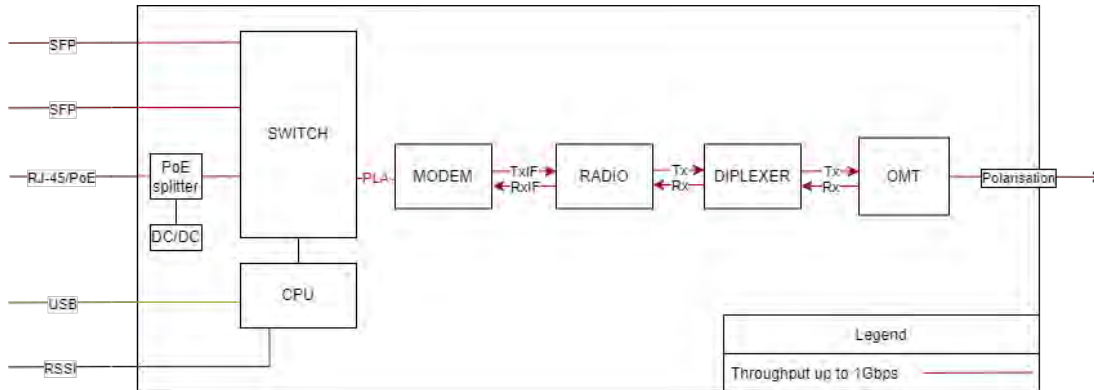 SFP
SFP
SWITCH
RJ-45/PoE
PoE
splitter
DC/DC
PLA
MODEM
TxIF
RxIF
RADIO
Tx
Rx
DIPLEXER
Tx
Rx
OMT
Polarisation
CPU
USB
RSSI
Legend
Throughput up to 1Gbps